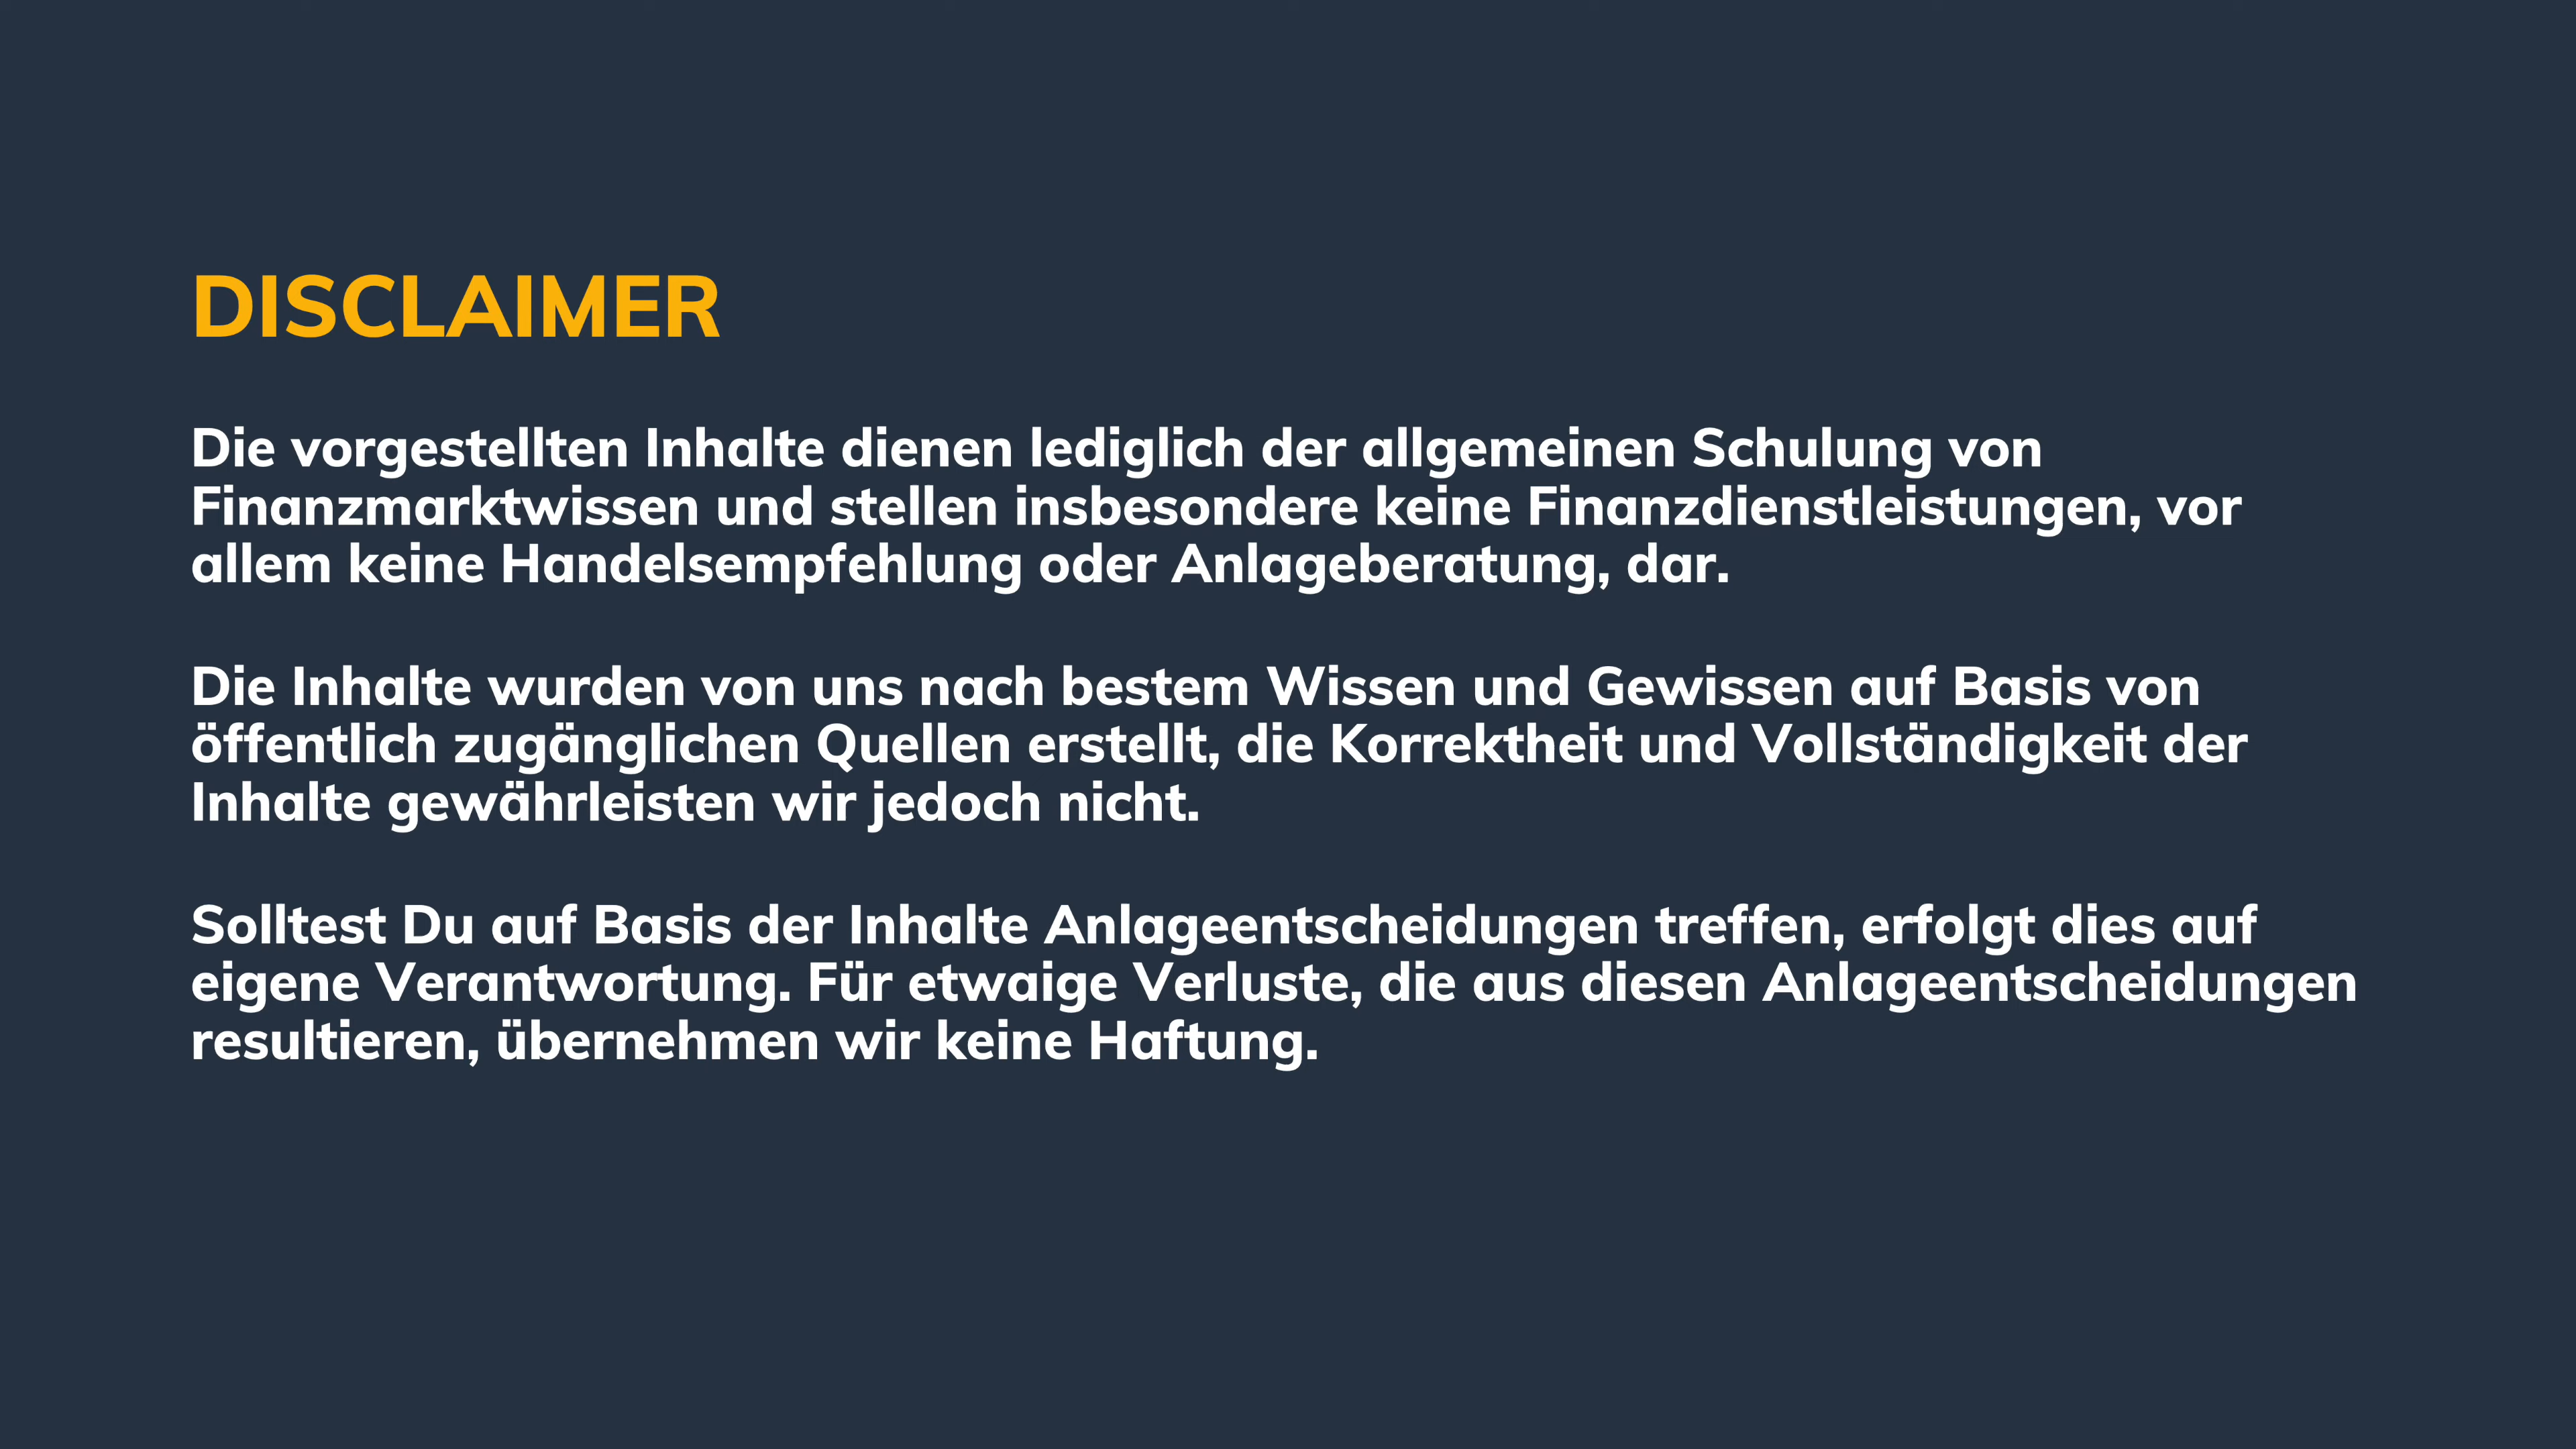 DISCLAIMER
Die vorgestellten Inhalte dienen lediglich der allgemeinen Schulung von
Finanzmarktwissen und stellen insbesondere keine Finanzdienstleistungen, vor
allem keine Handelsempfehlung oder Anlageberatung, dar.
Die Inhalte wurden von uns nach bestem Wissen und Gewissen auf Basis von
öffentlich zugänglichen Quellen erstellt, die Korrektheit und Vollständigkeit der
Inhalte gewährleisten wir jedoch nicht.
Solltest Du auf Basis der Inhalte Anlageentscheidungen treffen, erfolgt dies auf
eigene Verantwortung. Für etwaige Verluste, die aus diesen Anlageentscheidungen
resultieren, übernehmen wir keine Haftung.